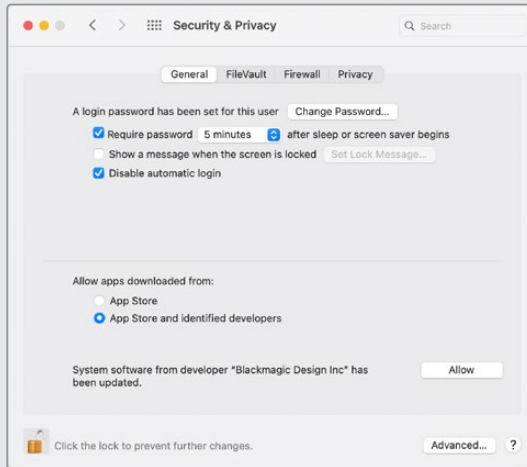 Security & Privacy
Search
General FileVault Firewall Privacy
A login password has been set for this user Change Password...
Require password 5 minutes after sleep or screen saver begins
Show a message when the screen is locked Set Lock Message...
Disable automatic login
Allow apps downloaded from:
App Store
App Store and identified developers
System software from developer “Blackmagic Design Inc” has Allow
been updated.
Click the lock to prevent further changes. Advanced... ?